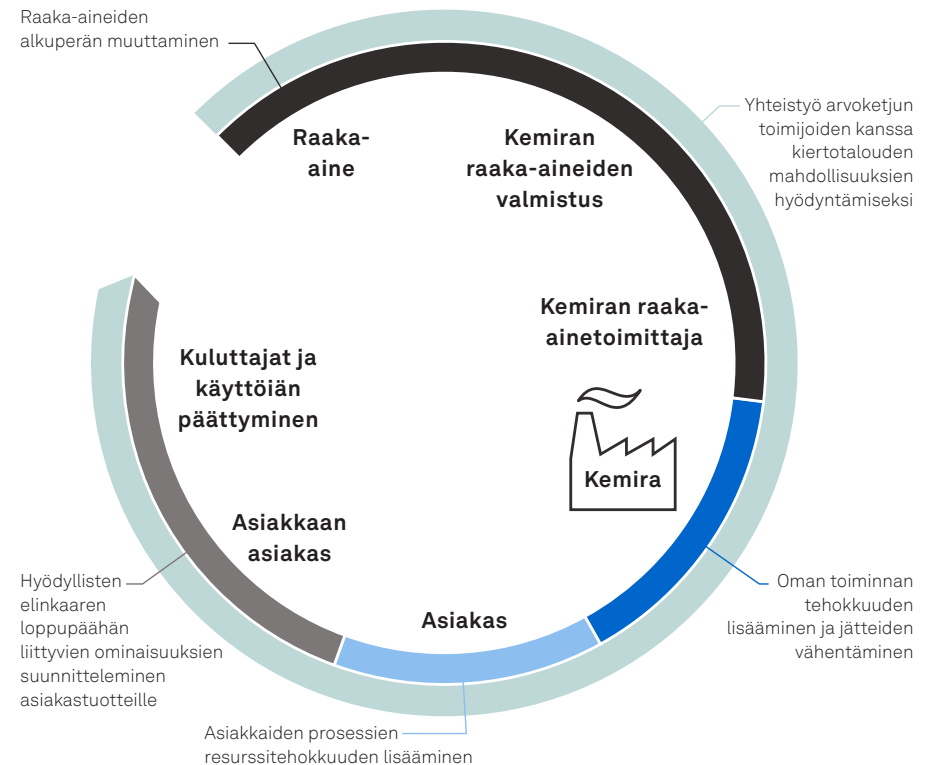 Raaka-aineiden
alkuperän muuttaminen
Yhteistyö arvoketjun
toimijoiden kanssa
kiertotalouden
mahdollisuuksien
hyödyntämiseksi
Raaka-
aine
Kemiran
raaka-aineiden
valmistus
Kemiran raaka-
ainetoimittaja
Kuluttajat ja
käyttöiän
päättyminen
Kemira
Asiakkaan
asiakas
Asiakas
Hyödyllisten
elinkaaren
loppupäähän
liittyvien ominaisuuksien
suunnitteleminen
asiakastuotteille
Oman toiminnan
tehokkuuden
lisääminen ja jätteiden
vähentäminen
Asiakkaiden prosessien
resurssitehokkuuden lisääminen